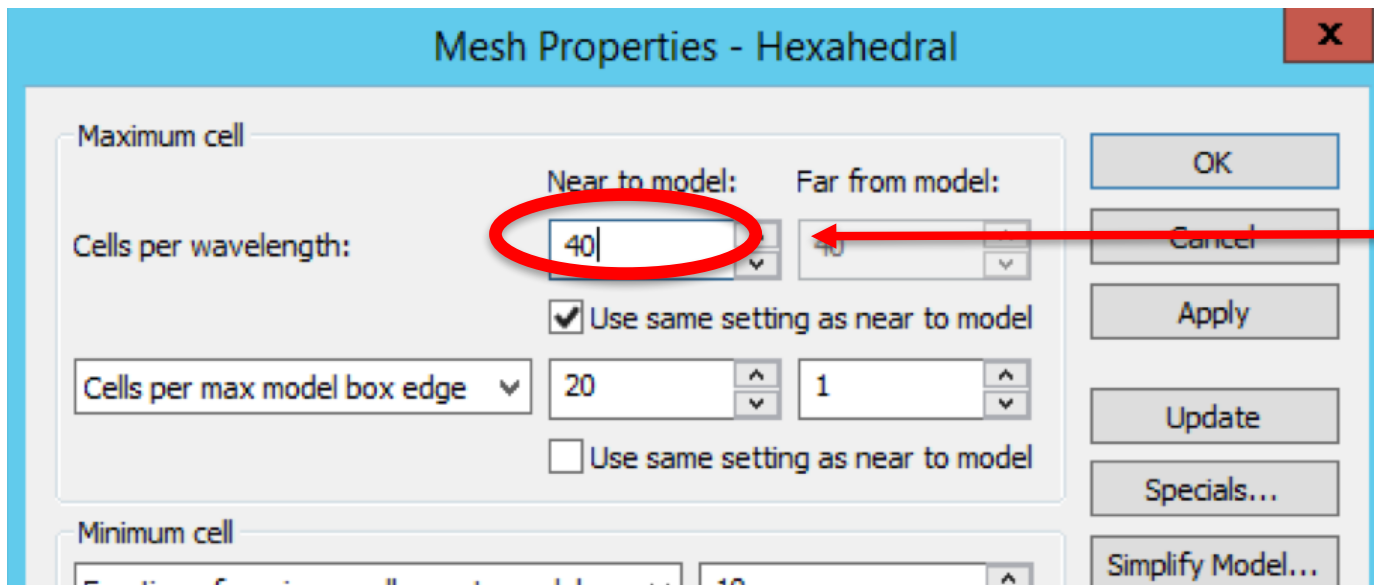 Mesh Properties - Hexahedral
x
Maximum cell
Near to model: Far from model:
Cells per wavelength: 40 40
Use same setting as near to model
Cells per max model box edge 20 1
Use same setting as near to model
Minimum cell
10
OK
Cancel
Apply
Update
Specials...
Simplify Model...